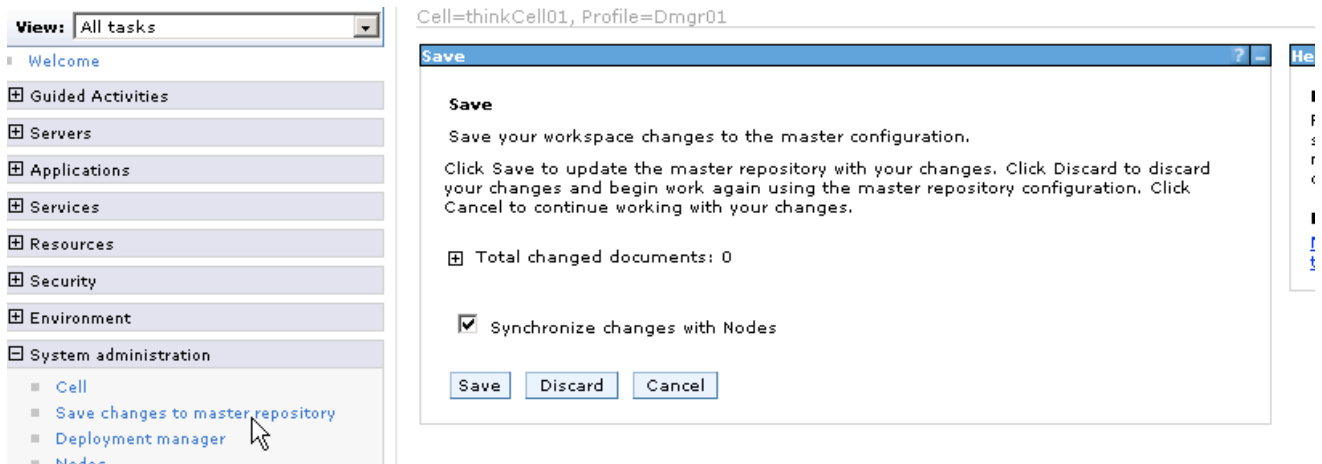 View: All tasks
Welcome
Guided Activities
Servers
Applications
Services
Resources
Security
Environment
System administration
Cell
Save changes to master repository
Deployment manager
Nodes
Cell=thinkCell01, Profile=Dmgr01
Save ? -
Save
Save your workspace changes to the master configuration.
Click Save to update the master repository with your changes. Click Discard to discard
your changes and begin work again using the master repository configuration. Click
Cancel to continue working with your changes.
Total changed documents: 0
Synchronize changes with Nodes
Save Discard Cancel
He